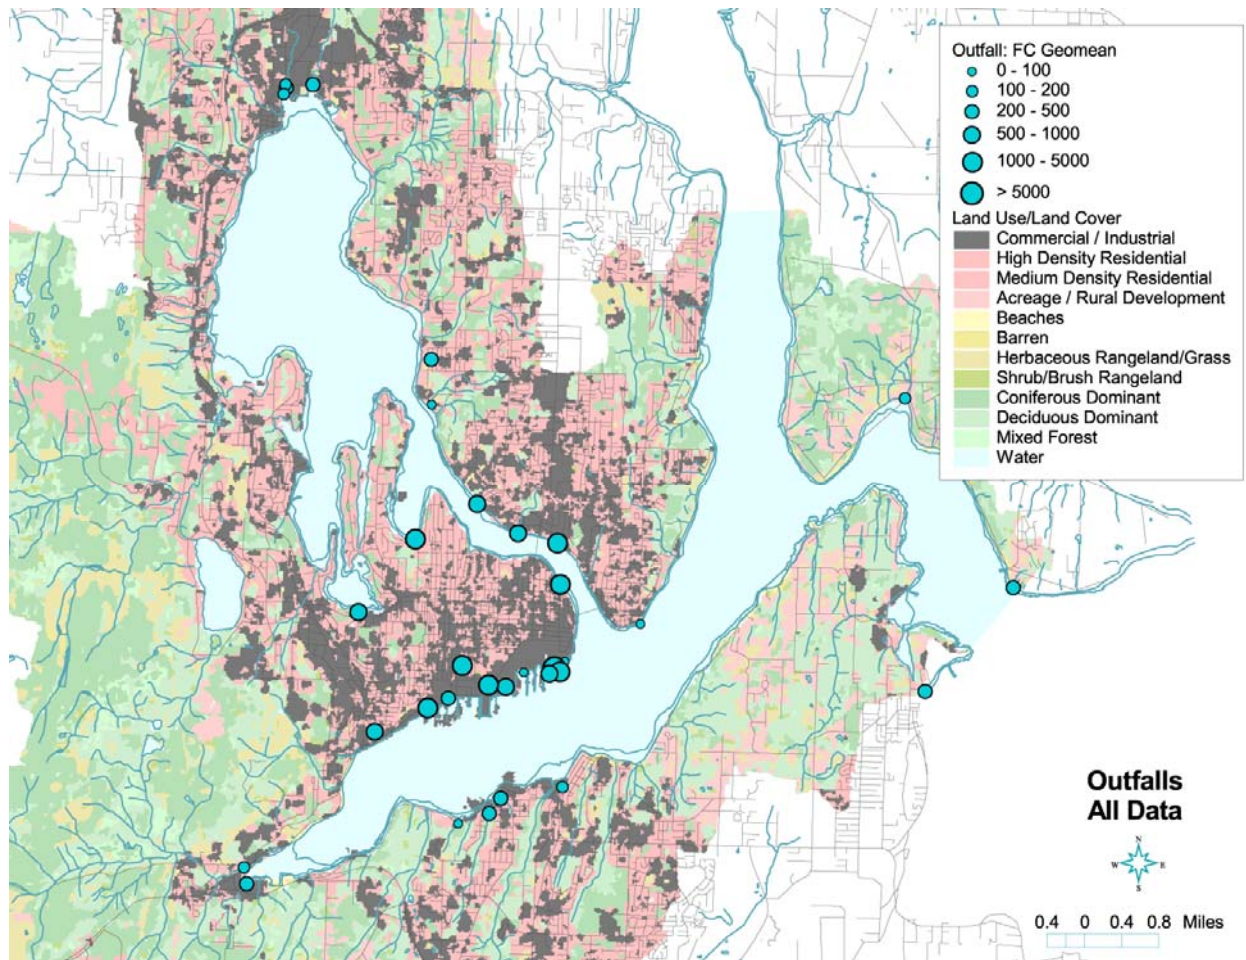 Outfall: FC Geomean
0 - 100
100 - 200
200 - 500
500 - 1000
1000 - 5000
> 5000
Land Use/Land Cover
Commercial / Industrial
High Density Residential
Medium Density Residential
Acreage / Rural Development
Beaches
Barren
Herbaceous Rangeland/Grass
Shrub/Brush Rangeland
Coniferous Dominant
Deciduous Dominant
Mixed Forest
Water
Outfalls
All Data
N
W E
S
0.4 0 0.4 0.8 Miles